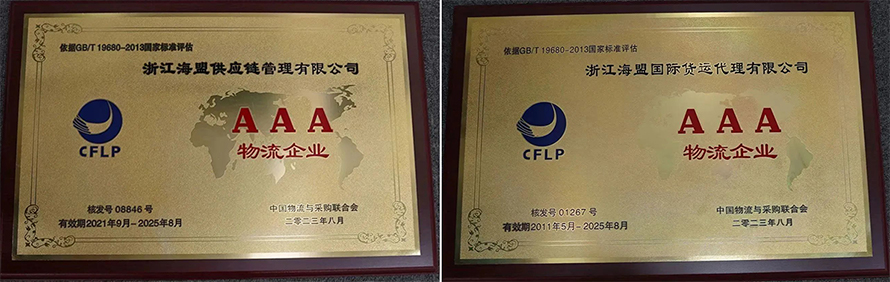 依据GB/T 19680-2013国家标准评估
浙江海盟供应链管理有限公司
CFLP
AAA
物流企业
核发号 08846 号
有效期2021年9月-2025年8月
中国物流与采购联合会
二零二三年八月
依据GB/T 19680-2013国家标准评估
浙江海盟国际货运代理有限公司
CFLP
AAA
物流企业
核发号 01267 号
有效期2011年5月-2025年8月
中国物流与采购联合会
二零二三年八月